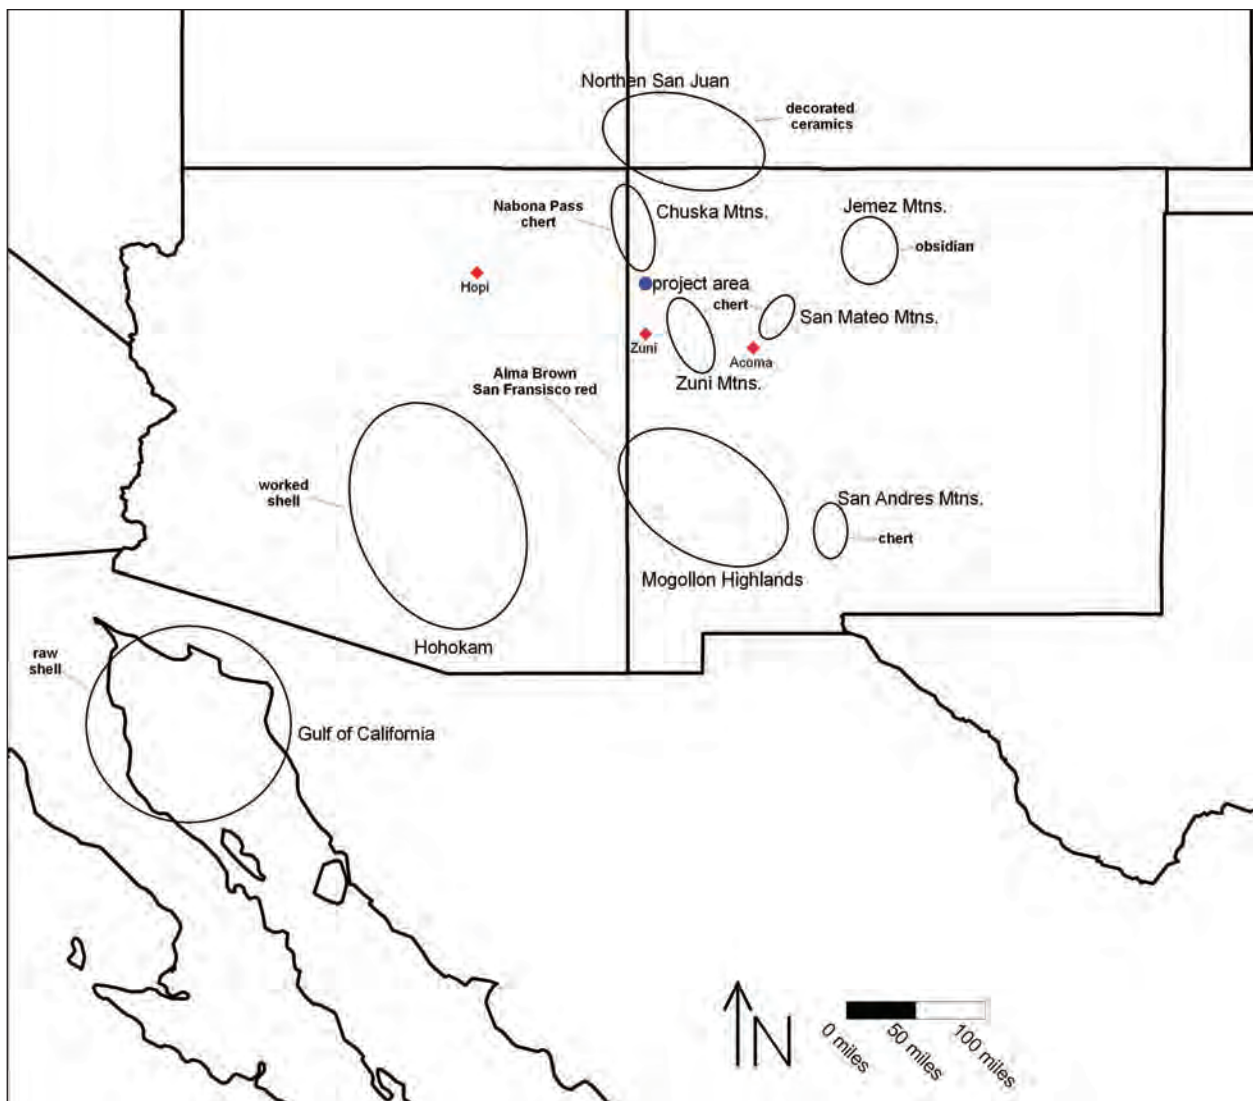 Northen San Juan
decorated
ceramics
Nabona Pass
chert
Chuska Mtns.
Jemez Mtns.
obsidian
Hopi
project area
chert
San Mateo Mtns.
Zuni
Acoma
Zuni Mtns.
Alma Brown
San Fransisco red
worked
shell
San Andres Mtns.
chert
Mogollon Highlands
Hohokam
raw
shell
Gulf of California
N
0 miles
50 miles
100 miles